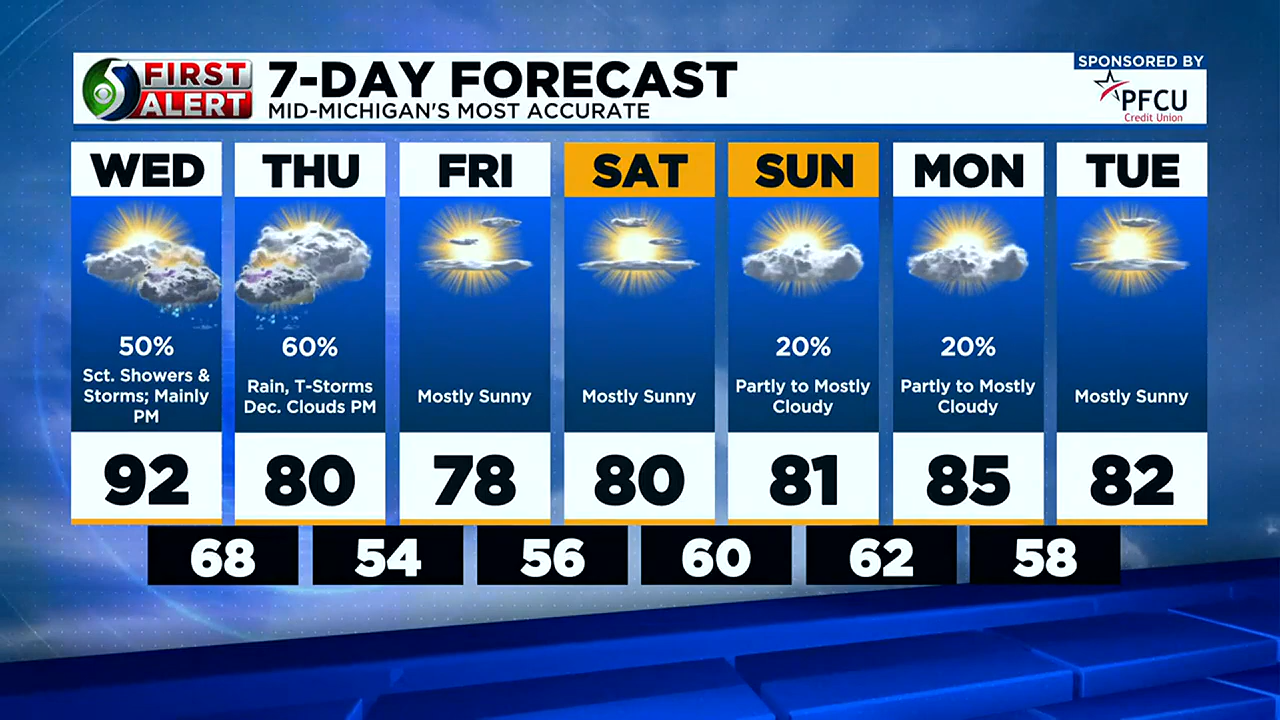 5 FIRST
ALERT
7-DAY FORECAST
MID-MICHIGAN'S MOST ACCURATE
SPONSORED BY
PFCU
Credit Union
WED
50%
Sct. Showers &
Storms; Mainly
PM
92
THU
60%
Rain, T-Storms
Dec. Clouds PM
80
FRI
Mostly Sunny
78
SAT
Mostly Sunny
80
SUN
20%
Partly to Mostly
Cloudy
81
MON
20%
Partly to Mostly
Cloudy
85
TUE
Mostly Sunny
82
68
54
56
60
62
58